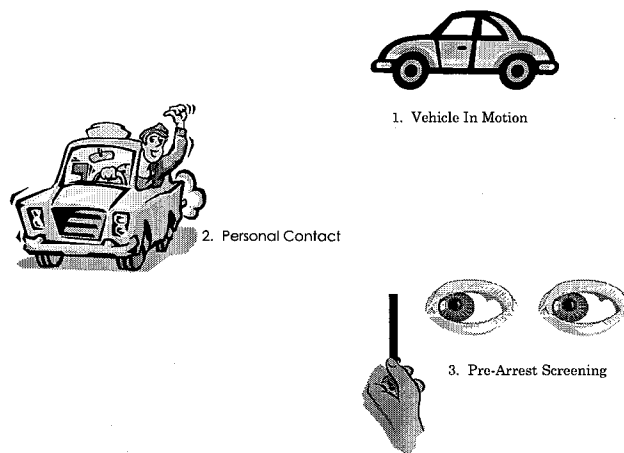 1. Vehicle In Motion
2. Personal Contact
3. Pre-Arrest Screening